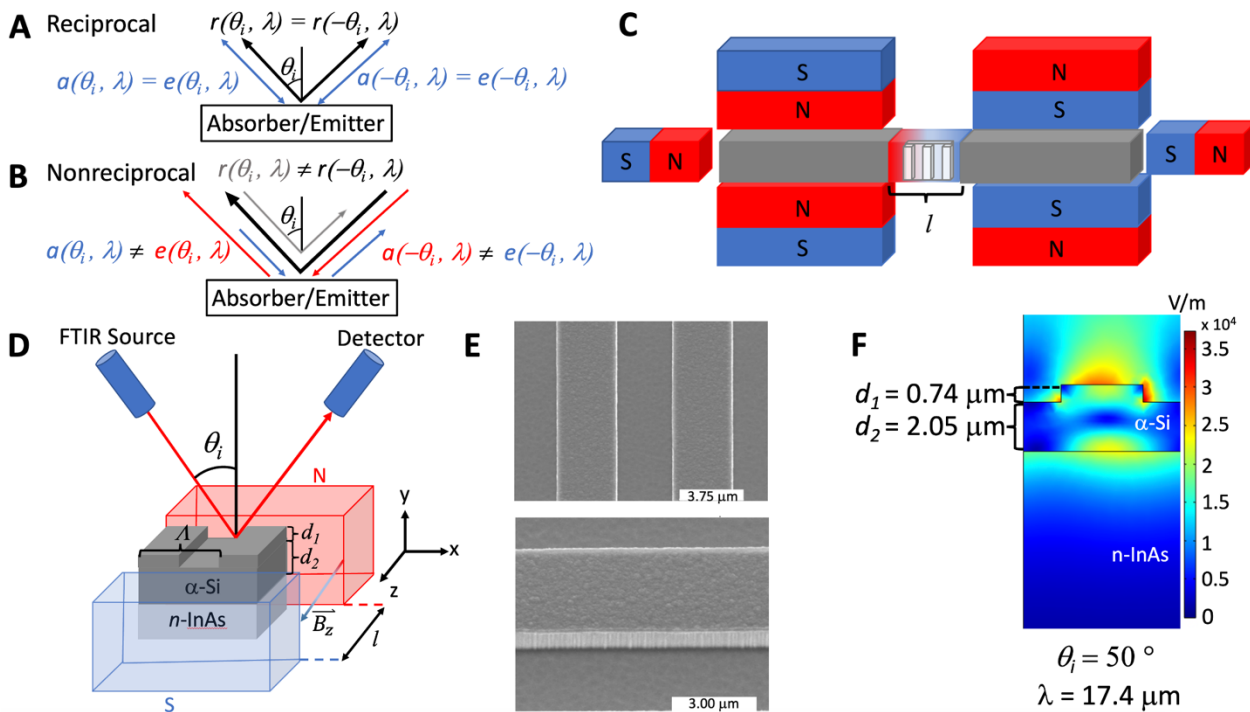 A Reciprocal
r(θi, λ) = r(-θi, λ)
θi
a(θi, λ) = e(θi, λ)
a(-θi, λ) = e(-θi, λ)
Absorber/Emitter
B Nonreciprocal
r(θi, λ) ≠ r(-θi, λ)
θi
a(θi, λ) ≠ e(θi, λ)
a(-θi, λ) ≠ e(-θi, λ)
Absorber/Emitter
C
S
N
N
S
S N
S N
N
S
S
N
l
D
FTIR Source
Detector
θi
N
y
x
z
Λ
d1
d2
α-Si
n-InAs
Bz
l
S
E
3.75 μm
3.00 μm
F
V/m
x 10⁴
3.5
3
2.5
2
1.5
1
0.5
0
d1 = 0.74 μm
d2 = 2.05 μm
α-Si
n-InAs
θi = 50 °
λ = 17.4 μm